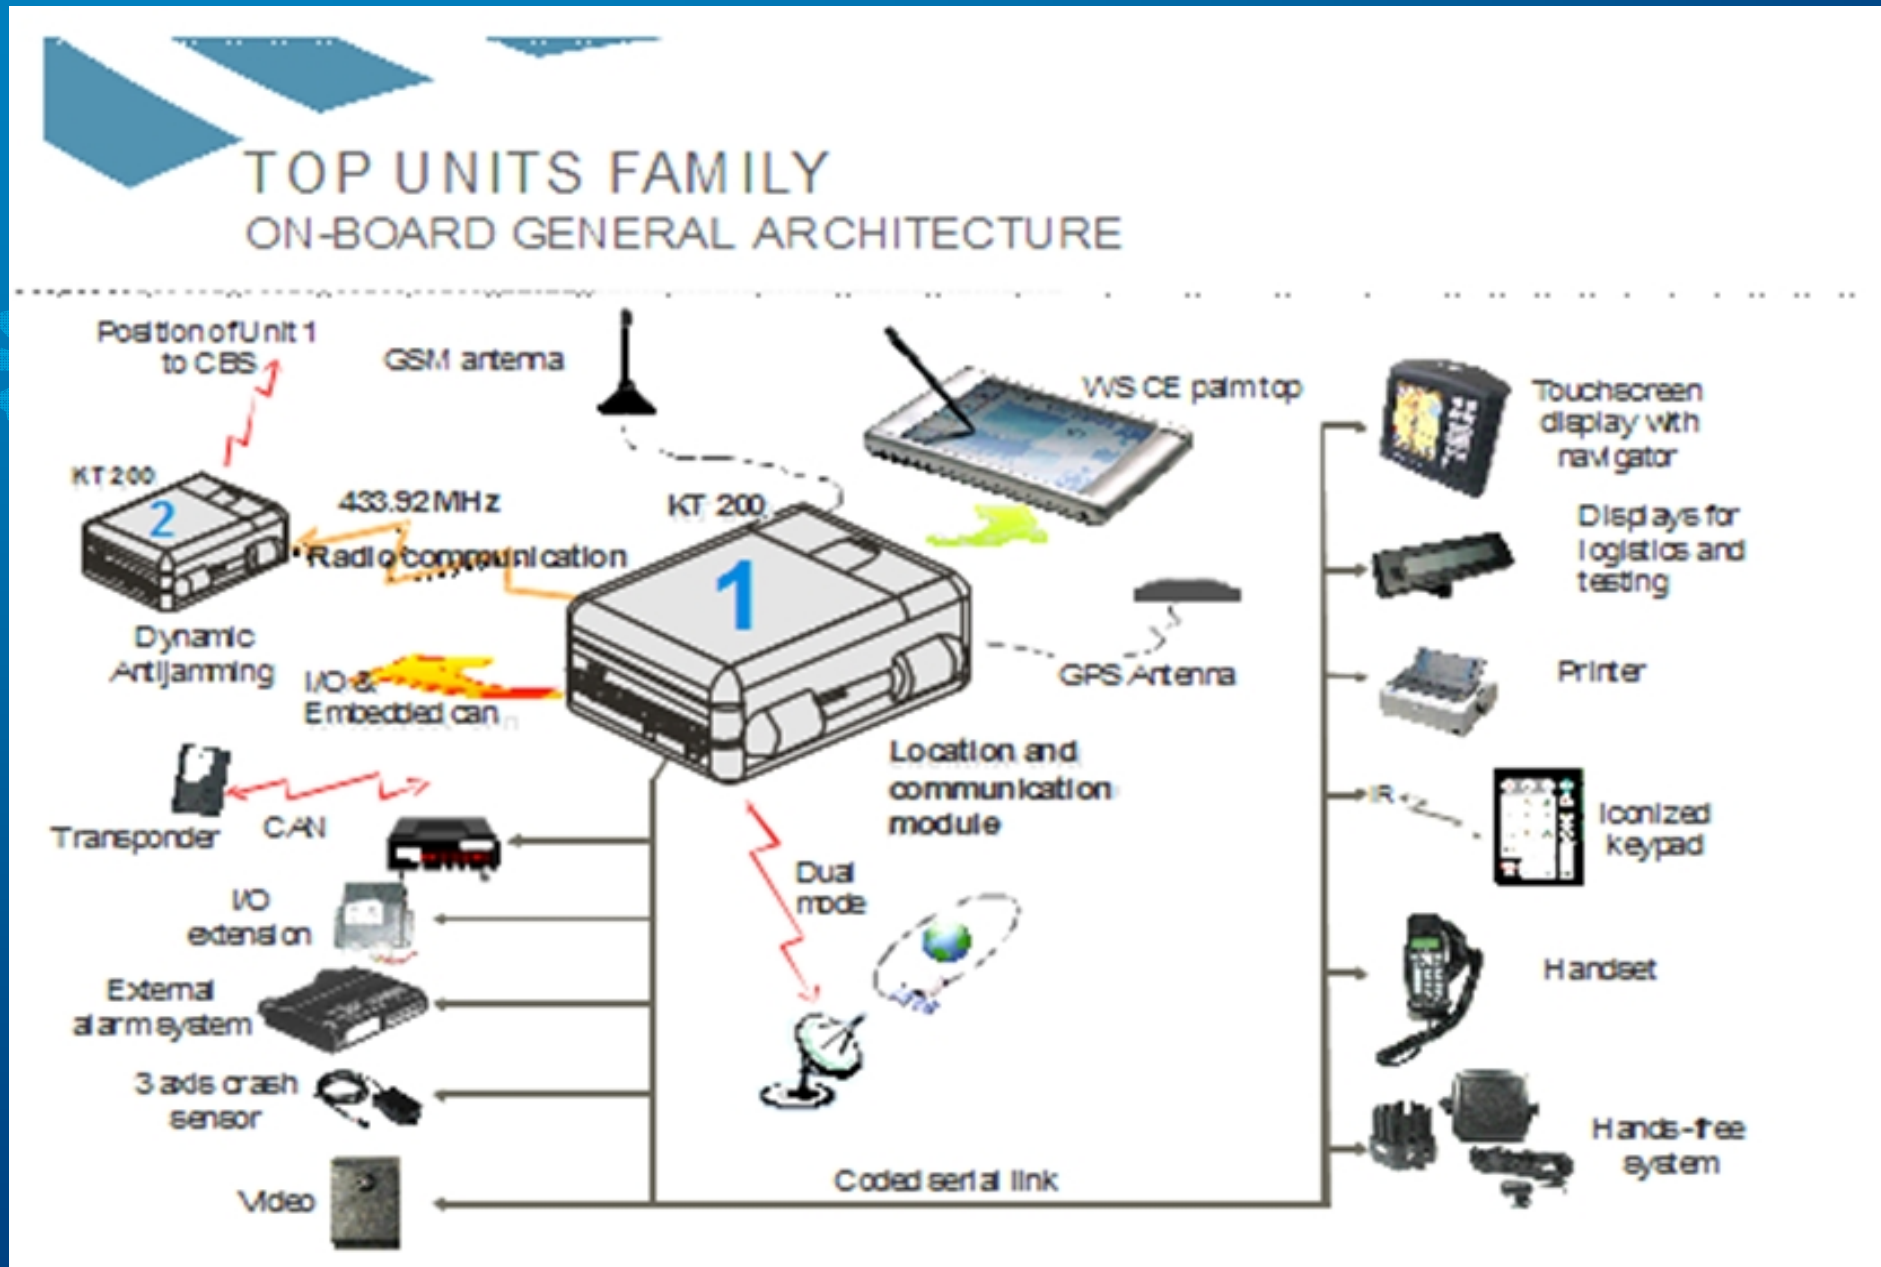 TOP UNITS FAMILY
ON-BOARD GENERAL ARCHITECTURE
Position of Unit 1
to CBS
GSM antenna
WS CE palm top
KT 200
2
433.92 MHz
Radio communication
KT 200
1
Dynamic
Antijamming
I/O &
Embedded can
GPS Antenna
Location and
communication
module
Transponder
CAN
I/O
extension
External
alarm system
3 axis crash
sensor
Video
Dual
mode
Coded serial link
Touchscreen
display with
navigator
Displays for
logistics and
testing
Printer
IR
Iconized
keypad
Handset
Hands-free
system